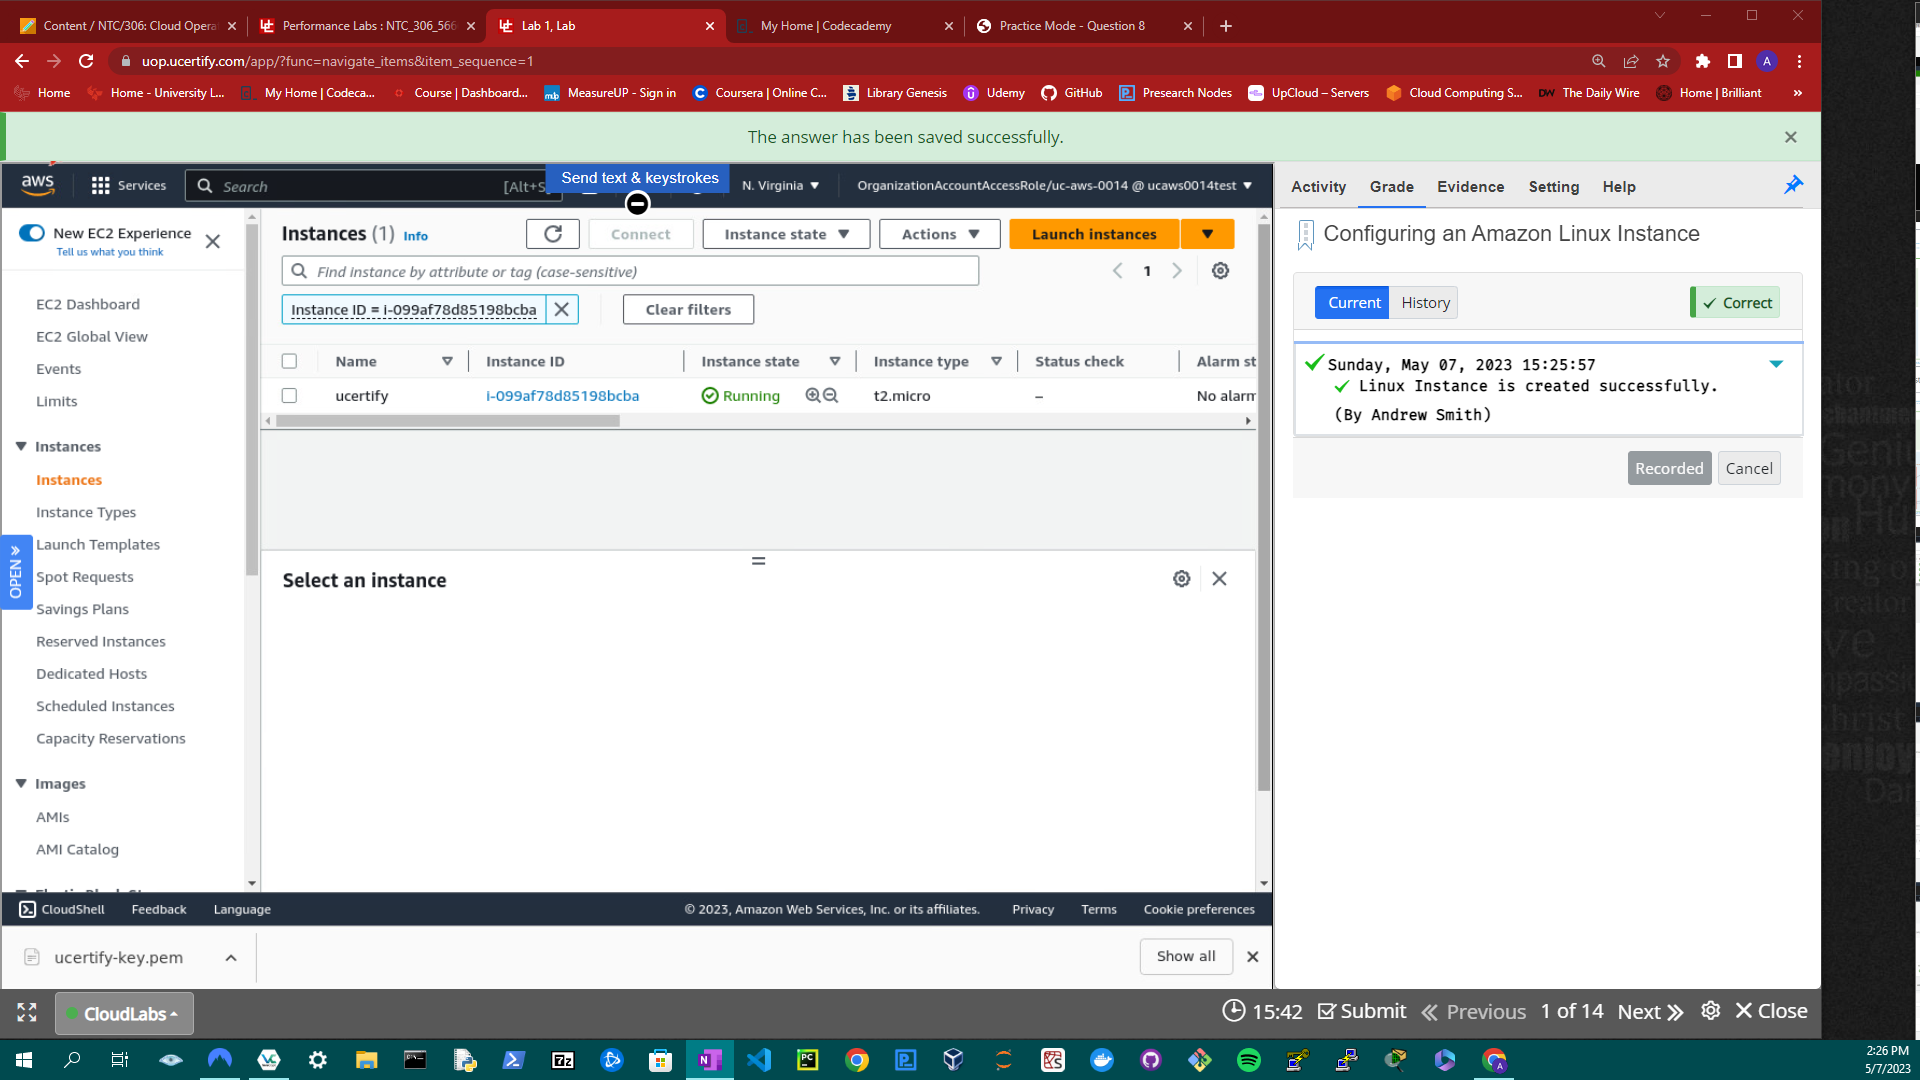 Content / NTC/306: Cloud Opera
Performance Labs : NTC_306_566
Lab 1, Lab
My Home | Codecademy
Practice Mode - Question 8
uop.ucertify.com/app/?func=navigate_items&item_sequence=1
A
Home
Home - University L...
My Home | Codeca...
Course | Dashboard...
mb MeasureUP - Sign in
Coursera | Online C...
Library Genesis
Udemy
GitHub
Presearch Nodes
UpCloud – Servers
Cloud Computing S...
DW The Daily Wire
Home | Brilliant
»
The answer has been saved successfully.
aws
Services
Search
[Alt+S
Send text & keystrokes
N. Virginia
OrganizationAccountAccessRole/uc-aws-0014 @ ucaws0014test
New EC2 Experience
Tell us what you think
EC2 Dashboard
EC2 Global View
Events
Limits
Instances
Instances
Instance Types
Launch Templates
Spot Requests
Savings Plans
Reserved Instances
Dedicated Hosts
Scheduled Instances
Capacity Reservations
Images
AMIs
AMI Catalog
OPEN »
Instances (1) Info
Connect
Instance state
Actions
Launch instances
Find instance by attribute or tag (case-sensitive)
1
Instance ID = i-099af78d85198bcba
Clear filters
Name
Instance ID
Instance state
Instance type
Status check
Alarm st
ucertify
i-099af78d85198bcba
Running
t2.micro
–
No alarm
Select an instance
CloudShell
Feedback
Language
© 2023, Amazon Web Services, Inc. or its affiliates.
Privacy
Terms
Cookie preferences
ucertify-key.pem
Show all
Activity
Grade
Evidence
Setting
Help
Configuring an Amazon Linux Instance
Current
History
Correct
Sunday, May 07, 2023 15:25:57
Linux Instance is created successfully.
(By Andrew Smith)
Recorded
Cancel
CloudLabs
15:42
Submit
Previous
1 of 14
Next
Close
2:26 PM
5/7/2023